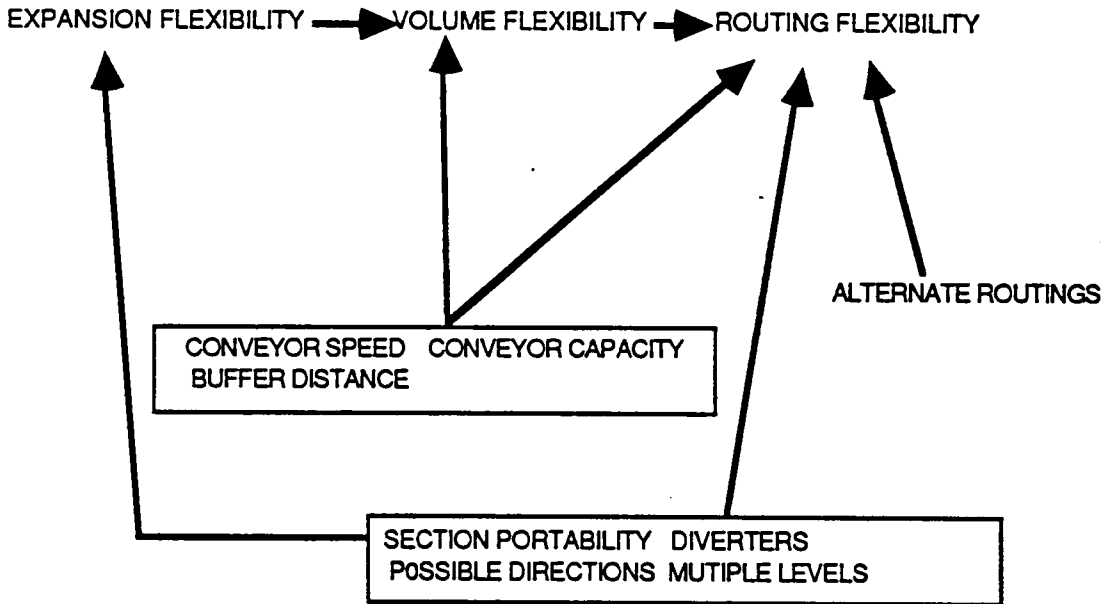 EXPANSION FLEXIBILITY VOLUME FLEXIBILITY ROUTING FLEXIBILITY
ALTERNATE ROUTINGS
CONVEYOR SPEED CONVEYOR CAPACITY
BUFFER DISTANCE
SECTION PORTABILITY DIVERTERS
POSSIBLE DIRECTIONS MUTIPLE LEVELS